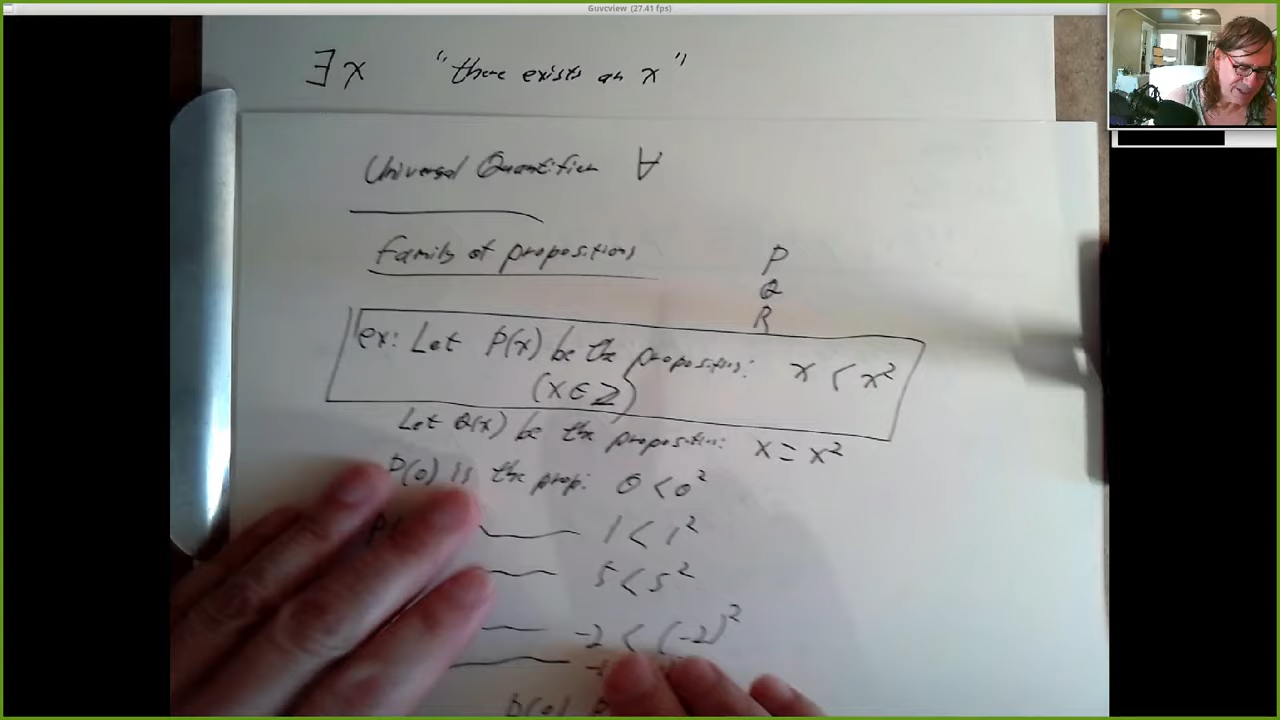 Guvcview (27.41 fps)
∃x "there exists an x"
Universal Quantifier ∀
Family of propositions
P
Q
R
ex: Let P(x) be the proposition: x < x²
(x ∈ ℤ)
Let Q(x) be the proposition: x = x²
P(0) is the prop: 0 < 0²
P( 1 < 1²
5 < 5²
-2 < (-2)²